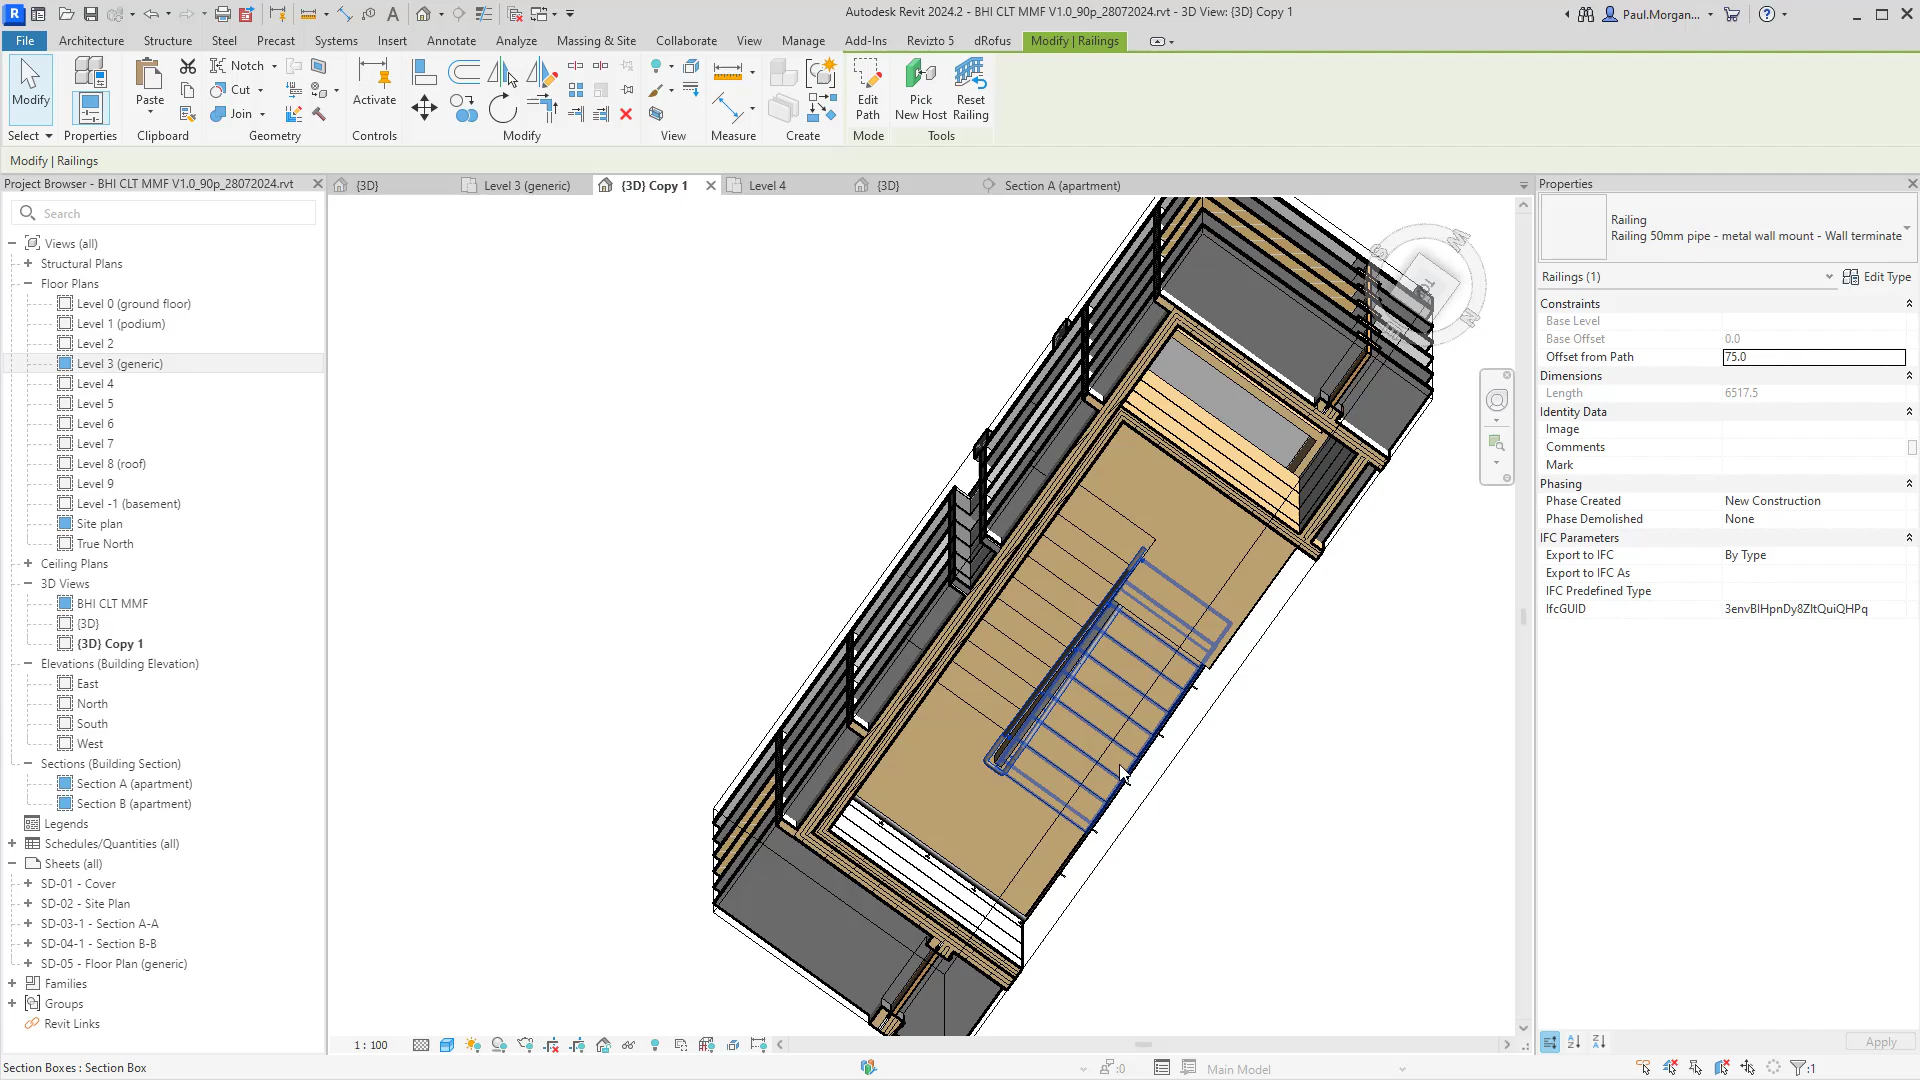 Autodesk Revit 2024.2 - BHI CLT MMF V1.0_90p_28072024.rvt - 3D View: {3D} Copy 1
Paul.Morgan...
File
Architecture
Structure
Steel
Precast
Systems
Insert
Annotate
Analyze
Massing & Site
Collaborate
View
Manage
Add-Ins
Revizto 5
dRofus
Modify | Railings
Modify
Paste
Notch
Cut
Join
Activate
Edit Path
Pick New Host
Reset Railing
Select
Properties
Clipboard
Geometry
Controls
Modify
View
Measure
Create
Mode
Tools
Modify | Railings
Project Browser - BHI CLT MMF V1.0_90p_28072024.rvt
Search
Views (all)
Structural Plans
Floor Plans
Level 0 (ground floor)
Level 1 (podium)
Level 2
Level 3 (generic)
Level 4
Level 5
Level 6
Level 7
Level 8 (roof)
Level 9
Level -1 (basement)
Site plan
True North
Ceiling Plans
3D Views
BHI CLT MMF
{3D}
{3D} Copy 1
Elevations (Building Elevation)
East
North
South
West
Sections (Building Section)
Section A (apartment)
Section B (apartment)
Legends
Schedules/Quantities (all)
Sheets (all)
SD-01 - Cover
SD-02 - Site Plan
SD-03-1 - Section A-A
SD-04-1 - Section B-B
SD-05 - Floor Plan (generic)
Families
Groups
Revit Links
{3D}
Level 3 (generic)
{3D} Copy 1
Level 4
{3D}
Section A (apartment)
1 : 100
Properties
Railing
Railing 50mm pipe - metal wall mount - Wall terminate
Railings (1)
Edit Type
Constraints
Base Level
Base Offset 0.0
Offset from Path 75.0
Dimensions
Length 6517.5
Identity Data
Image
Comments
Mark
Phasing
Phase Created New Construction
Phase Demolished None
IFC Parameters
Export to IFC By Type
Export to IFC As
IFC Predefined Type
IfcGUID 3envBIHpnDy8ZItQuiQHPq
Apply
Section Boxes : Section Box
:0
Main Model
:1